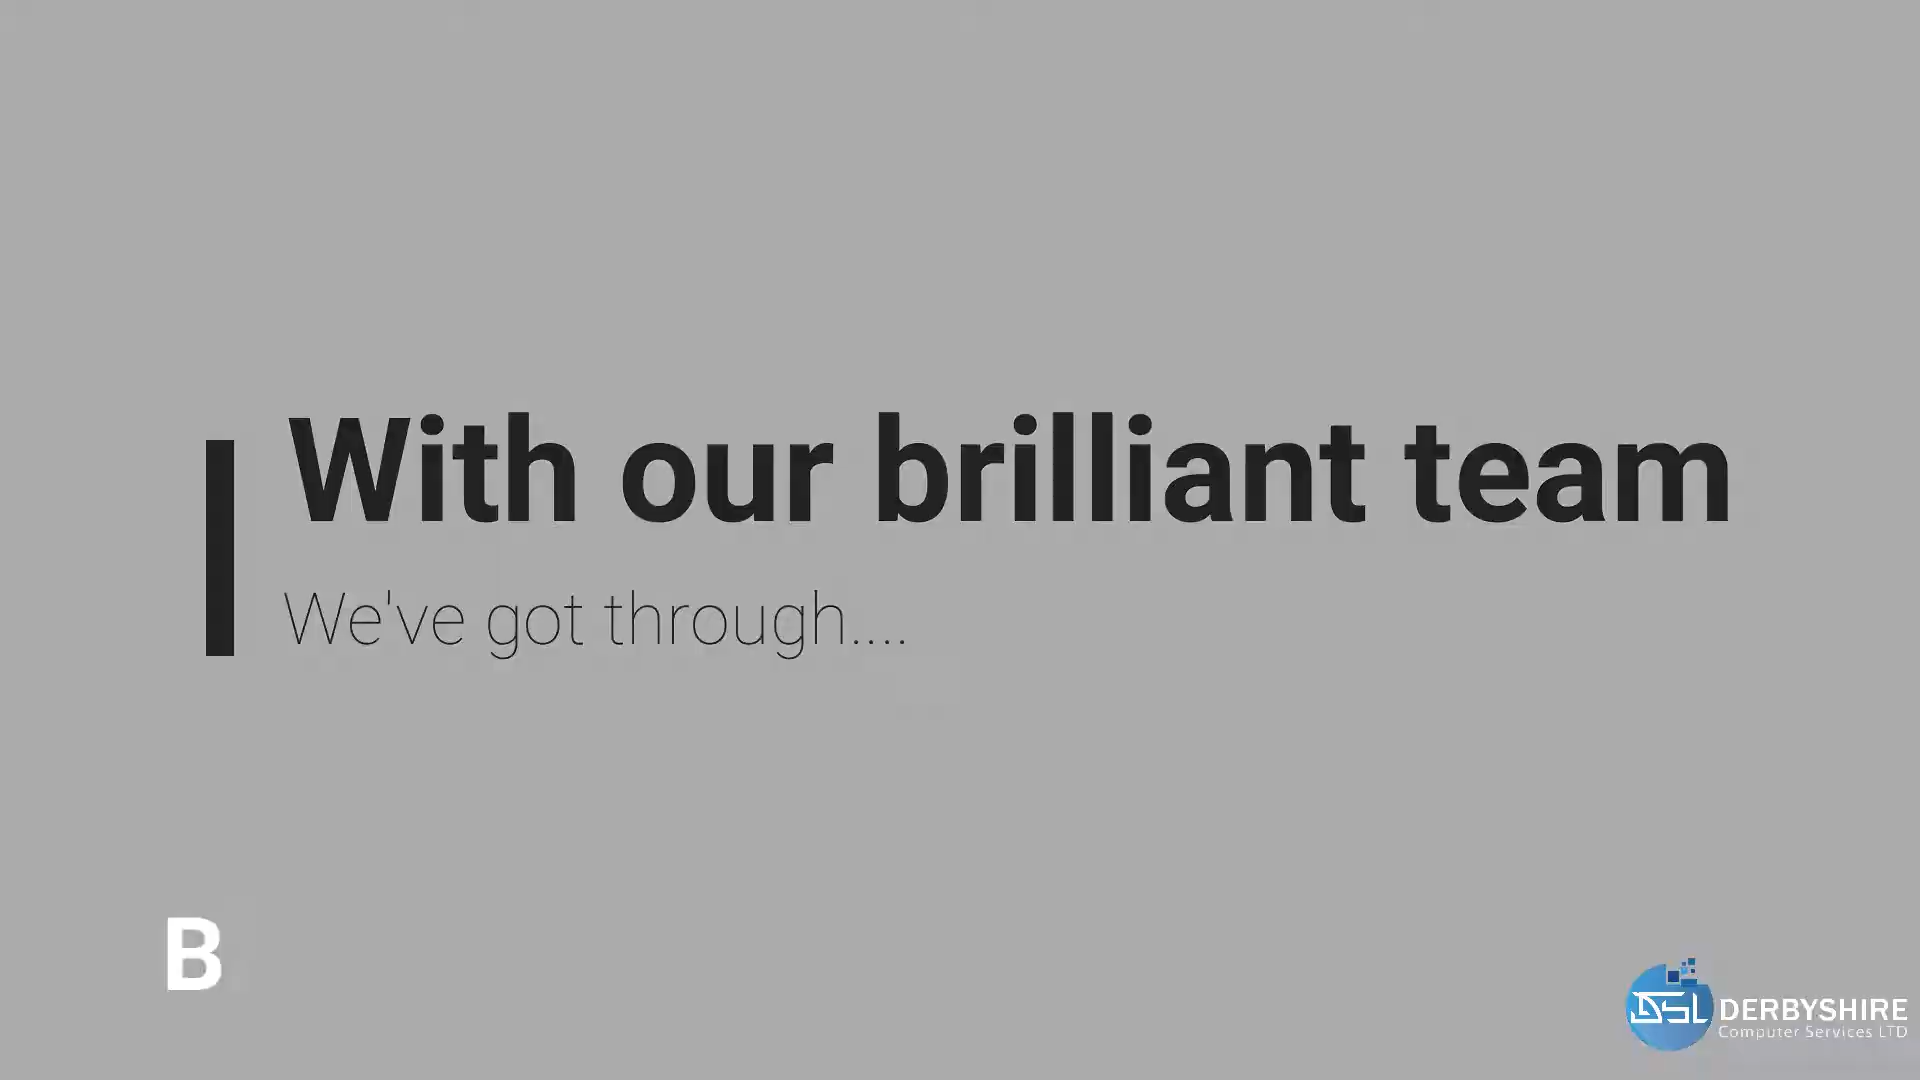 With our brilliant team
We've got through....
B
DSL
DERBYSHIRE
Computer Services LTD